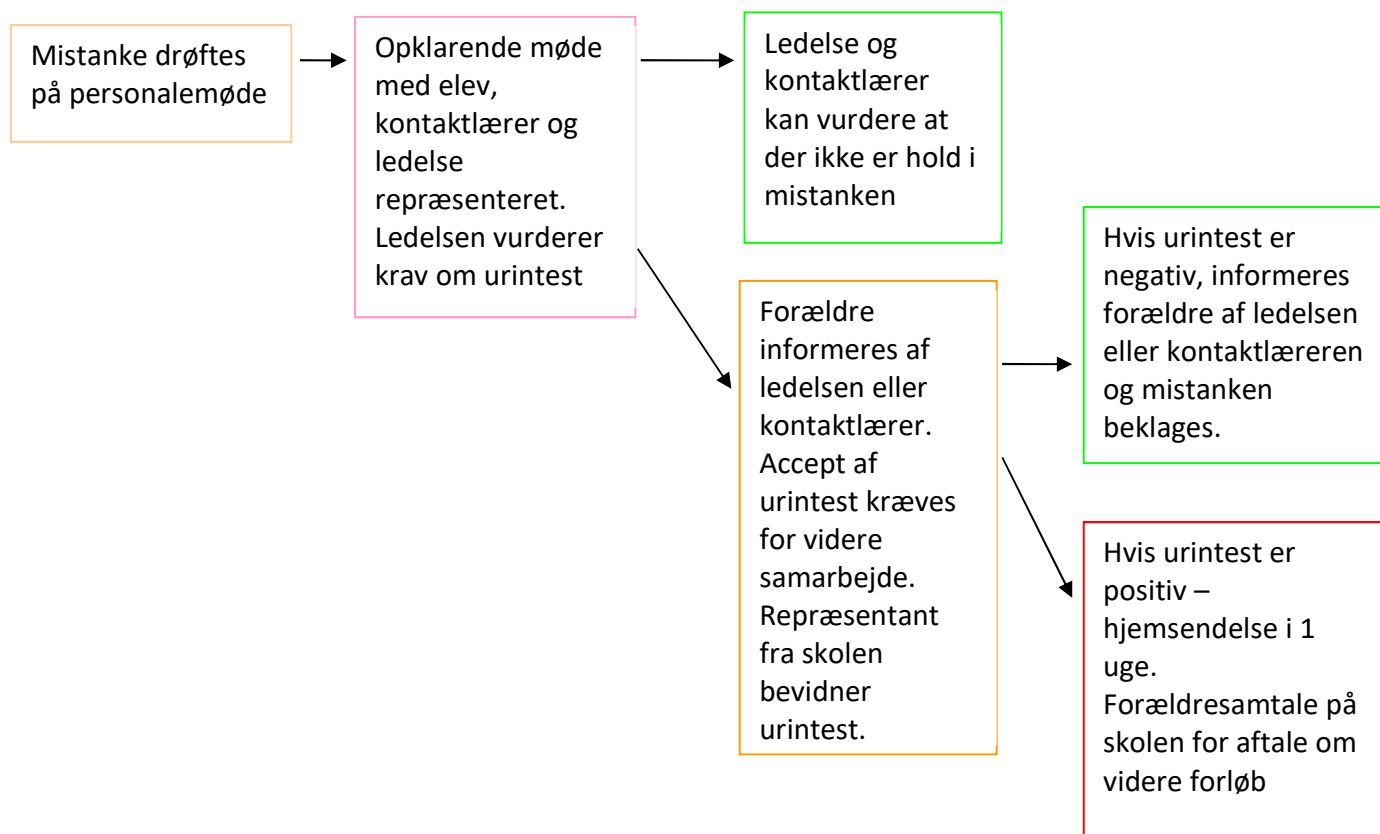 Mistanke drøftes
på personalemøde
Opklarende møde
med elev,
kontaktlærer og
ledelse
repræsenteret.
Ledelsen vurderer
krav om urintest
Ledelse og
kontaktlærer
kan vurdere at
der ikke er hold i
mistanken
Forældre
informeres af
ledelsen eller
kontaktlærer.
Accept af
urintest kræves
for videre
samarbejde.
Repræsentant
fra skolen
bevidner
urintest.
Hvis urintest er
negativ, informeres
forældre af ledelsen
eller kontaktlæreren
og mistanken
beklages.
Hvis urintest er
positiv –
hjemsendelse i 1
uge.
Forældresamtale på
skolen for aftale om
videre forløb